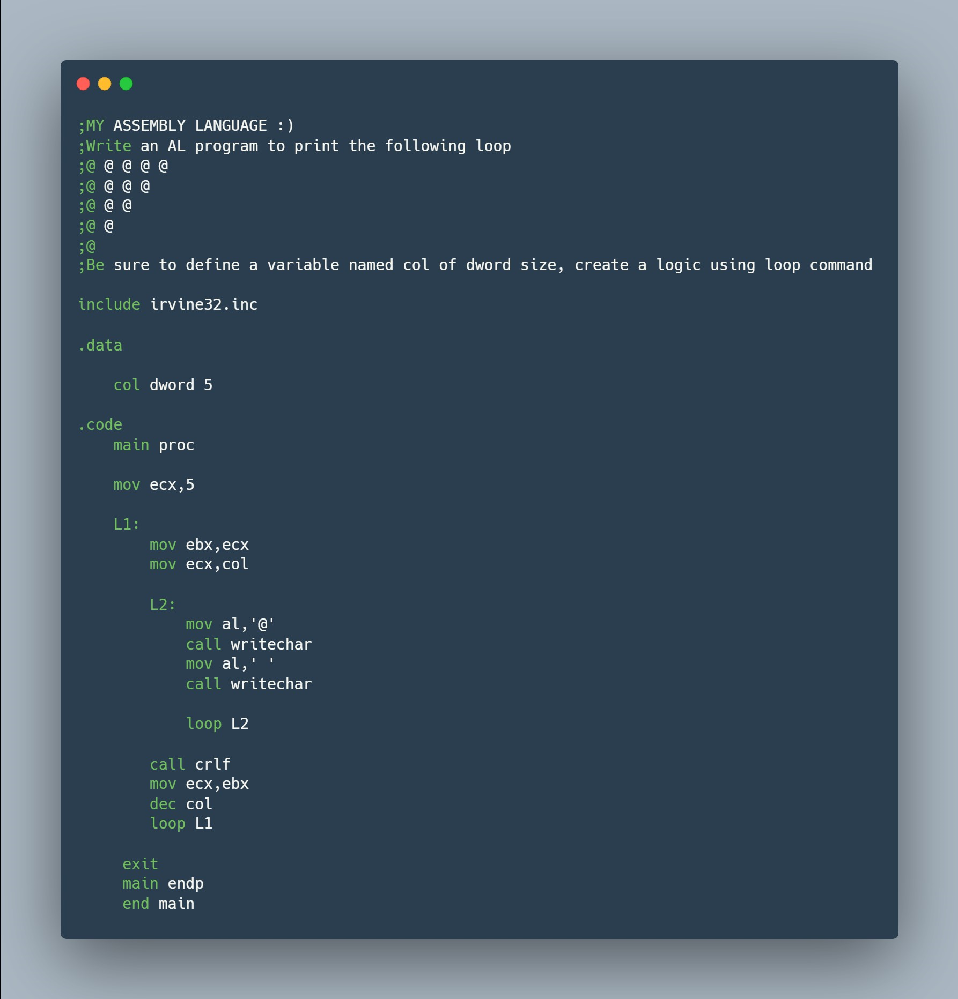 ;MY ASSEMBLY LANGUAGE :)
;Write an AL program to print the following loop
;@ @ @ @ @
;@ @ @ @
;@ @ @
;@ @
;@
;Be sure to define a variable named col of dword size, create a logic using loop command

include irvine32.inc

.data

    col dword 5

.code
    main proc

    mov ecx,5

    L1:
        mov ebx,ecx
        mov ecx,col

        L2:
            mov al,'@'
            call writechar
            mov al,' '
            call writechar

            loop L2

        call crlf
        mov ecx,ebx
        dec col
        loop L1

     exit
     main endp
     end main